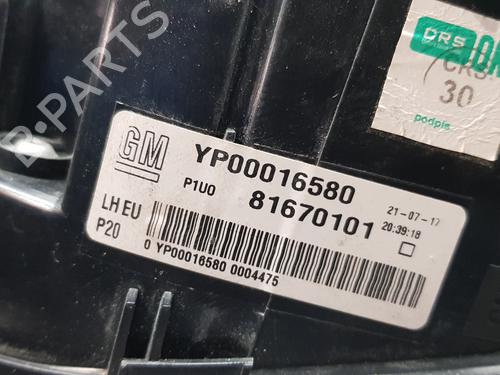 DRS
CRS
30
podpis
GM
YP00016580
P1U0
81670101
21-07-17
20:39:18
LH EU
P20
0 YP00016580 0004475
B-PARTS